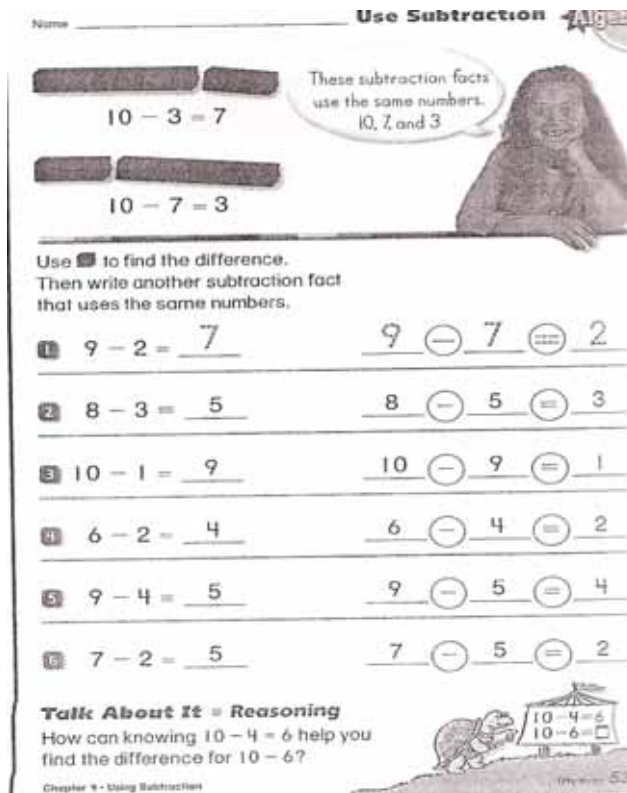 Name
Use Subtraction
Algeb
10 - 3 = 7
These subtraction facts
use the same numbers.
10, 7, and 3
10 - 7 = 3
Use to find the difference.
Then write another subtraction fact
that uses the same numbers.
1 9 - 2 = 7 9 - 7 = 2
2 8 - 3 = 5 8 - 5 = 3
3 10 - 1 = 9 10 - 9 = 1
4 6 - 2 = 4 6 - 4 = 2
5 9 - 4 = 5 9 - 5 = 4
6 7 - 2 = 5 7 - 5 = 2
Talk About It ▪ Reasoning
How can knowing 10 - 4 = 6 help you
find the difference for 10 - 6?
10-4=6
10-6=□
Chapter 4 • Using Subtraction
53